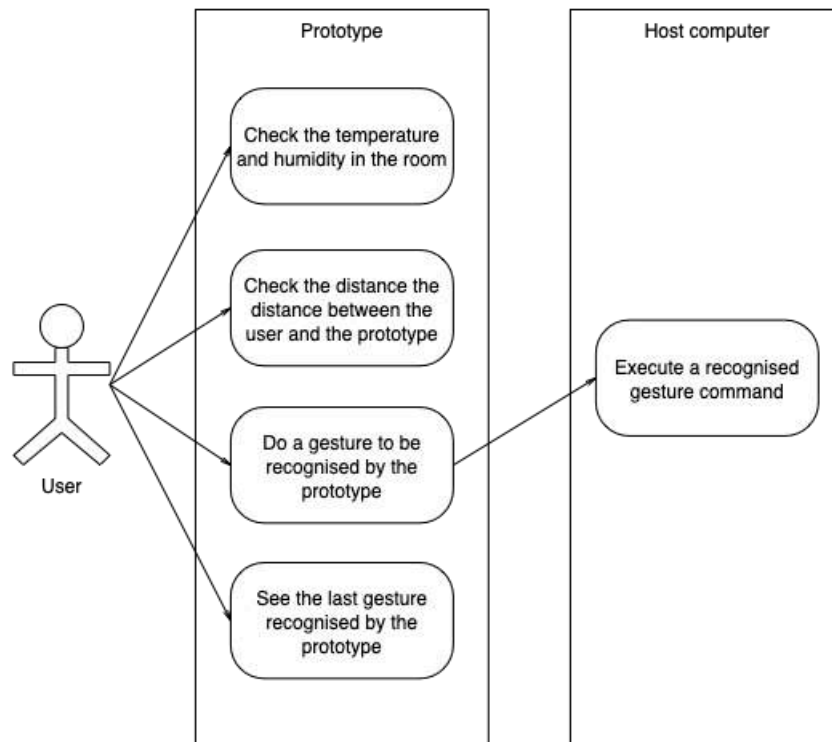 Prototype
Host computer
Check the temperature
and humidity in the room
Check the distance the
distance between the
user and the prototype
Execute a recognised
gesture command
Do a gesture to be
recognised by the
prototype
User
See the last gesture
recognised by the
prototype